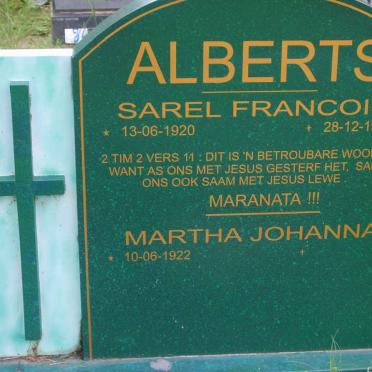 ALBERTS
SAREL FRANCOI
* 13-06-1920 + 28-12-1
2 TIM 2 VERS 11 : DIT IS 'N BETROUBARE WOO
WANT AS ONS MET JESUS GESTERF HET, SA
ONS OOK SAAM MET JESUS LEWE.
MARANATA !!!
MARTHA JOHANNA
* 10-06-1922 +